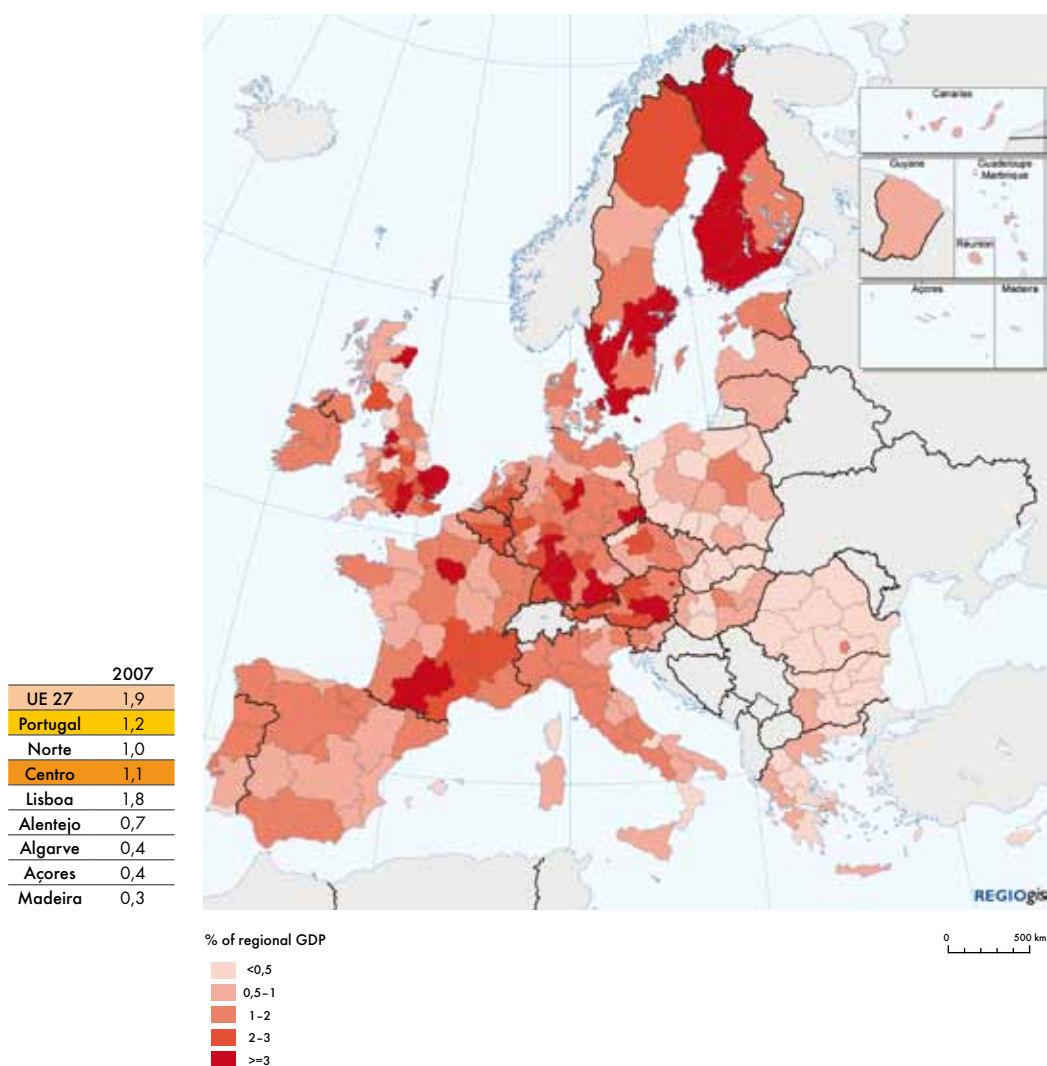 Canarias
Guyane
Guadeloupe
Martinique
Réunion
Açores
Madeira
2007
UE 27 1,9
Portugal 1,2
Norte 1,0
Centro 1,1
Lisboa 1,8
Alentejo 0,7
Algarve 0,4
Açores 0,4
Madeira 0,3
REGIOgis
% of regional GDP
0 500 km
<0,5
0,5–1
1–2
2–3
>=3